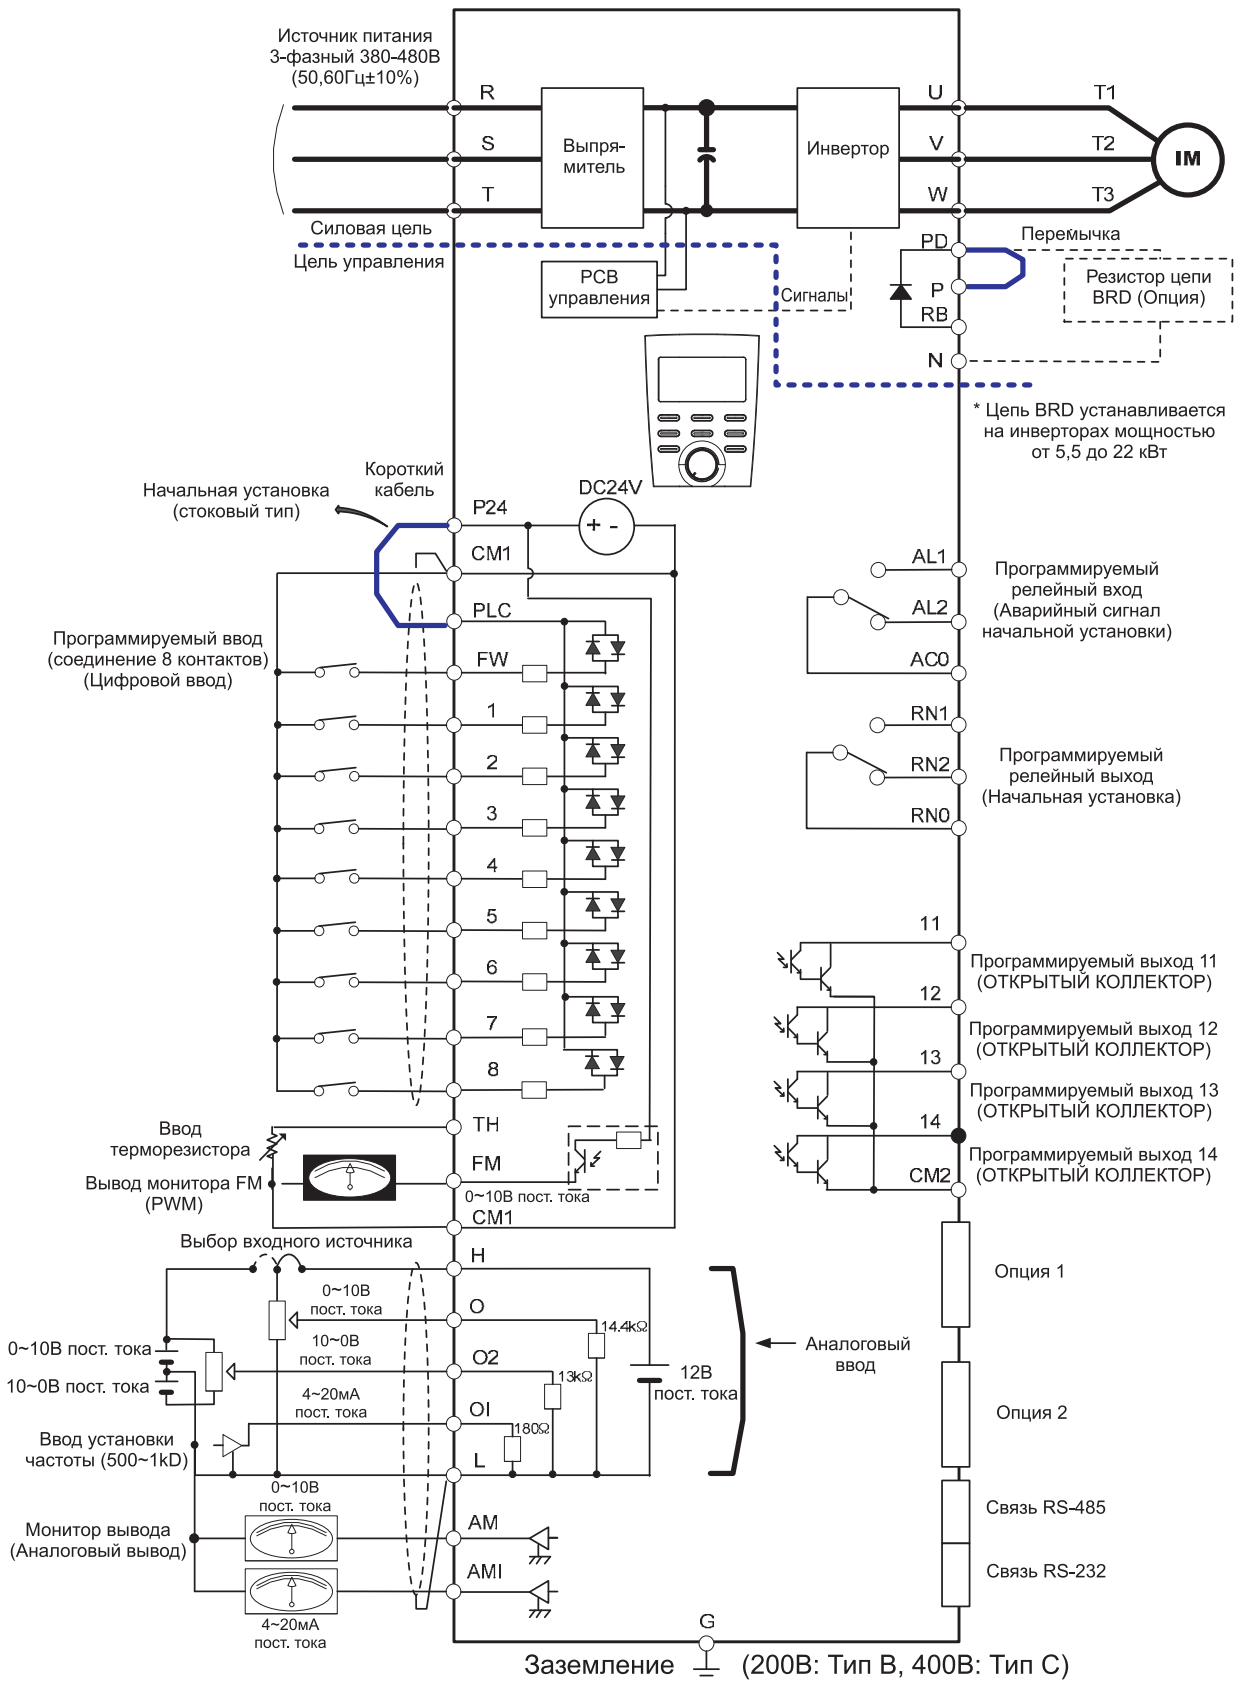 Источник питания
3-фазный 380-480В
(50,60Гц±10%)
R
S
T
Выпря-
митель
Инвертор
U
V
W
T1
T2
T3
IM
Силовая цель
Цель управления
PCB
управления
Сигналы
PD
P
RB
N
Перемычка
Резистор цепи
BRD (Опция)
* Цепь BRD устанавливается
на инверторах мощностью
от 5,5 до 22 кВт
Короткий
кабель
Начальная установка
(стоковый тип)
P24
DC24V
+ -
CM1
PLC
Программируемый ввод
(соединение 8 контактов)
(Цифровой ввод)
FW
1
2
3
4
5
6
7
8
AL1
AL2
AC0
Программируемый
релейный вход
(Аварийный сигнал
начальной установки)
RN1
RN2
RN0
Программируемый
релейный выход
(Начальная установка)
11
Программируемый выход 11
(ОТКРЫТЫЙ КОЛЛЕКТОР)
12
Программируемый выход 12
(ОТКРЫТЫЙ КОЛЛЕКТОР)
13
Программируемый выход 13
(ОТКРЫТЫЙ КОЛЛЕКТОР)
14
Программируемый выход 14
(ОТКРЫТЫЙ КОЛЛЕКТОР)
CM2
Ввод
терморезистора
TH
Вывод монитора FM
(PWM)
FM
0~10В пост. тока
CM1
Выбор входного источника
H
0~10В
пост. тока
O
14.4kΩ
10~0В
пост. тока
O2
13kΩ
4~20мА
пост. тока
OI
180Ω
L
12В
пост. тока
Аналоговый
ввод
0~10В пост. тока
10~0В пост. тока
Ввод установки
частоты (500~1kD)
0~10В
пост. тока
Монитор вывода
(Аналоговый вывод)
AM
AMI
4~20мА
пост. тока
Опция 1
Опция 2
Связь RS-485
Связь RS-232
G
Заземление (200В: Тип B, 400В: Тип C)